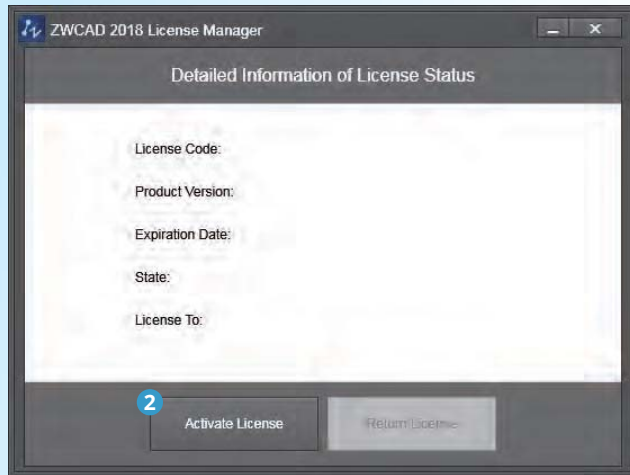 ZWCAD 2018 License Manager
Detailed Information of License Status
License Code:
Product Version:
Expiration Date:
State:
License To:
2
Activate License Return License